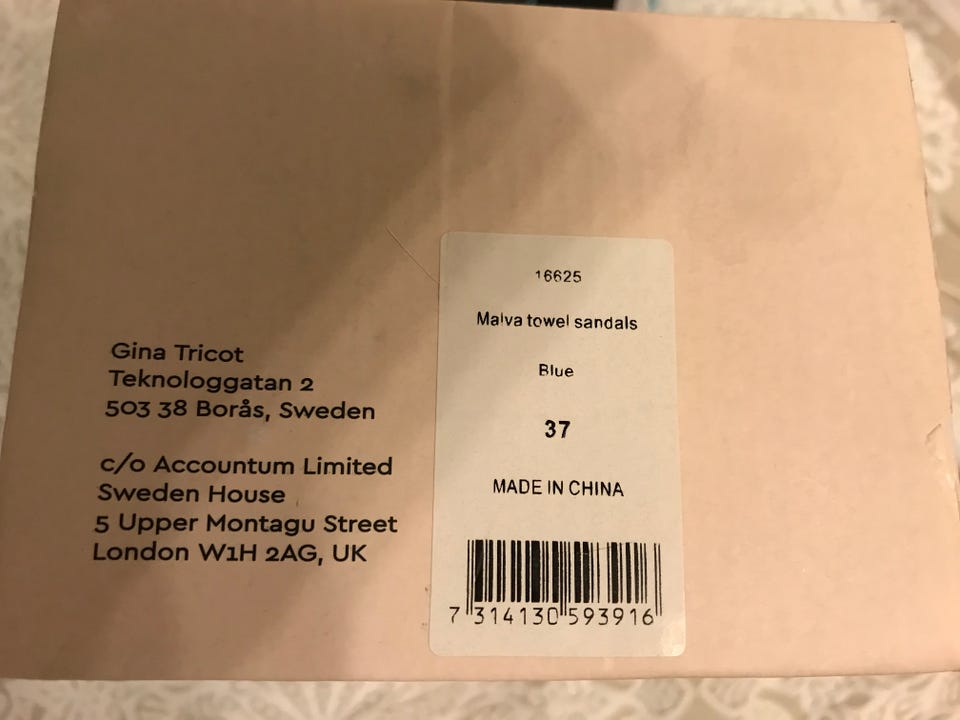 Gina Tricot
Teknologgatan 2
503 38 Borås, Sweden
c/o Accountum Limited
Sweden House
5 Upper Montagu Street
London W1H 2AG, UK
16625
Malva towel sandals
Blue
37
MADE IN CHINA
7 314130 593916